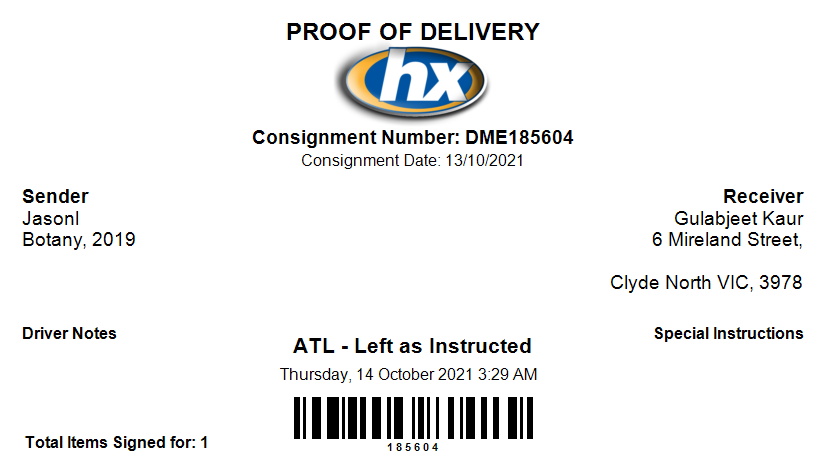 PROOF OF DELIVERY
hx
Consignment Number: DME185604
Consignment Date: 13/10/2021
Sender
JasonI
Botany, 2019
Receiver
Gulabjeet Kaur
6 Mireland Street,
Clyde North VIC, 3978
Driver Notes
ATL - Left as Instructed
Thursday, 14 October 2021 3:29 AM
Special Instructions
185604
Total Items Signed for: 1